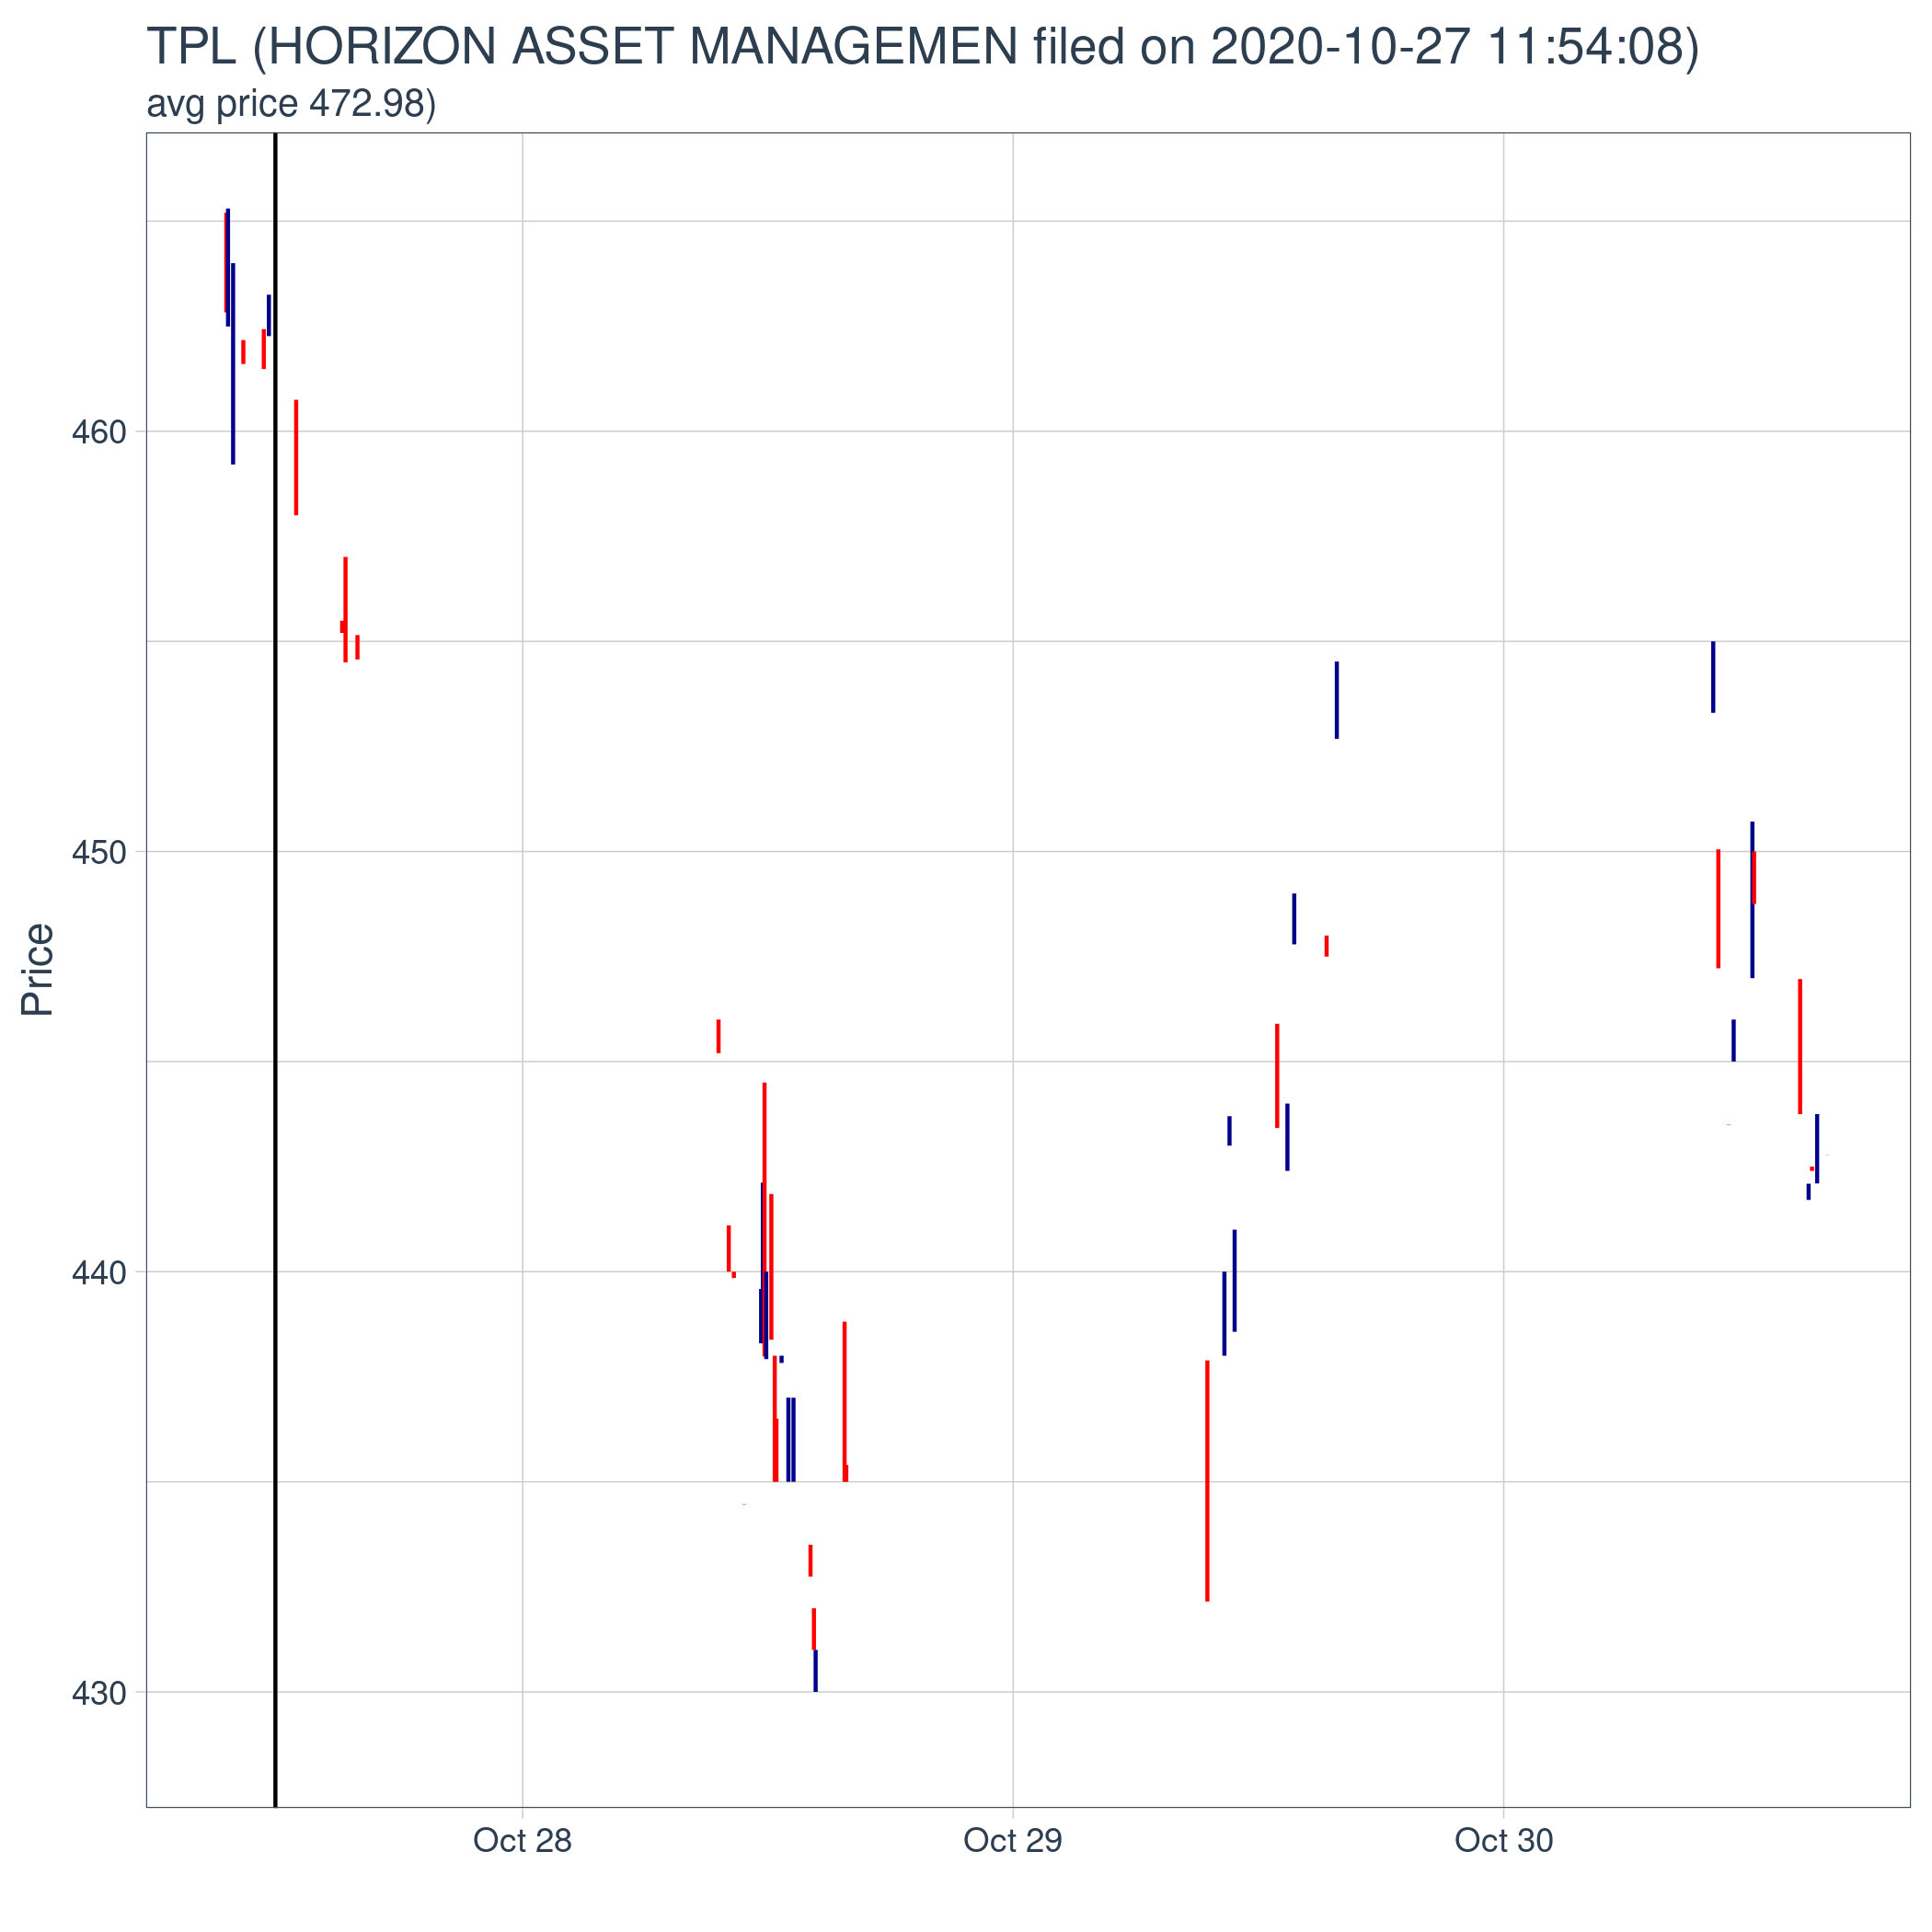 TPL (HORIZON ASSET MANAGEMEN filed on 2020-10-27 11:54:08)
avg price 472.98)
460
450
440
430
Price
Oct 28
Oct 29
Oct 30